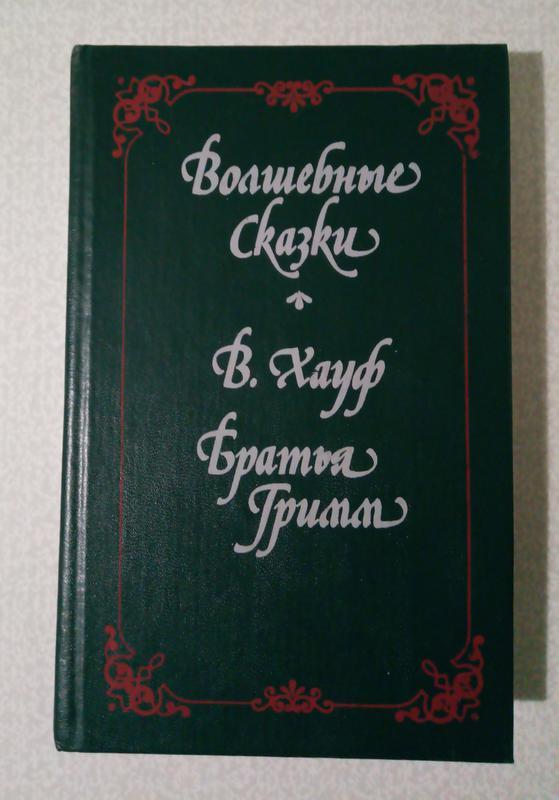 Волшебные
Сказки
В. Хауф
Братья
Гримм